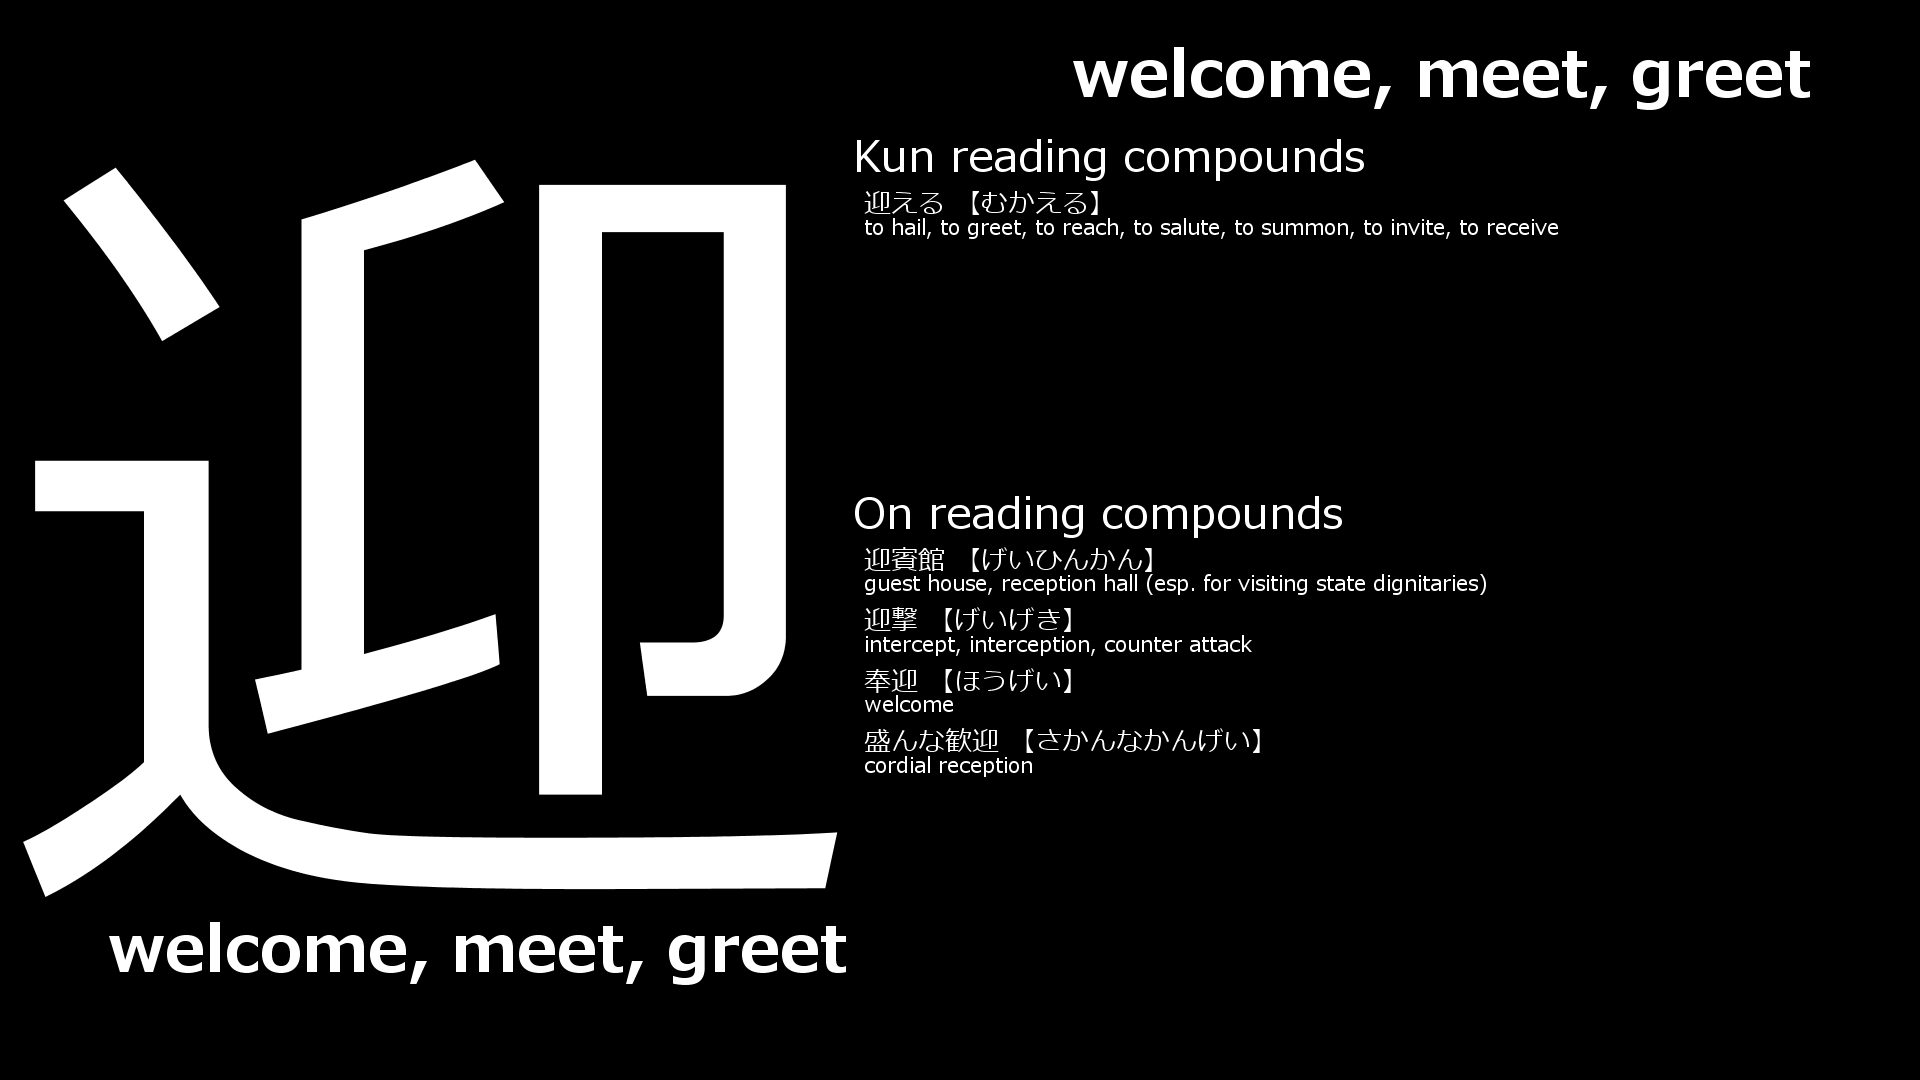 welcome, meet, greet
迎
Kun reading compounds
迎える 【むかえる】
to hail, to greet, to reach, to salute, to summon, to invite, to receive
On reading compounds
迎賓館 【げいひんかん】
guest house, reception hall (esp. for visiting state dignitaries)
迎撃 【げいげき】
intercept, interception, counter attack
奉迎 【ほうげい】
welcome
盛んな歓迎 【さかんなかんげい】
cordial reception
welcome, meet, greet